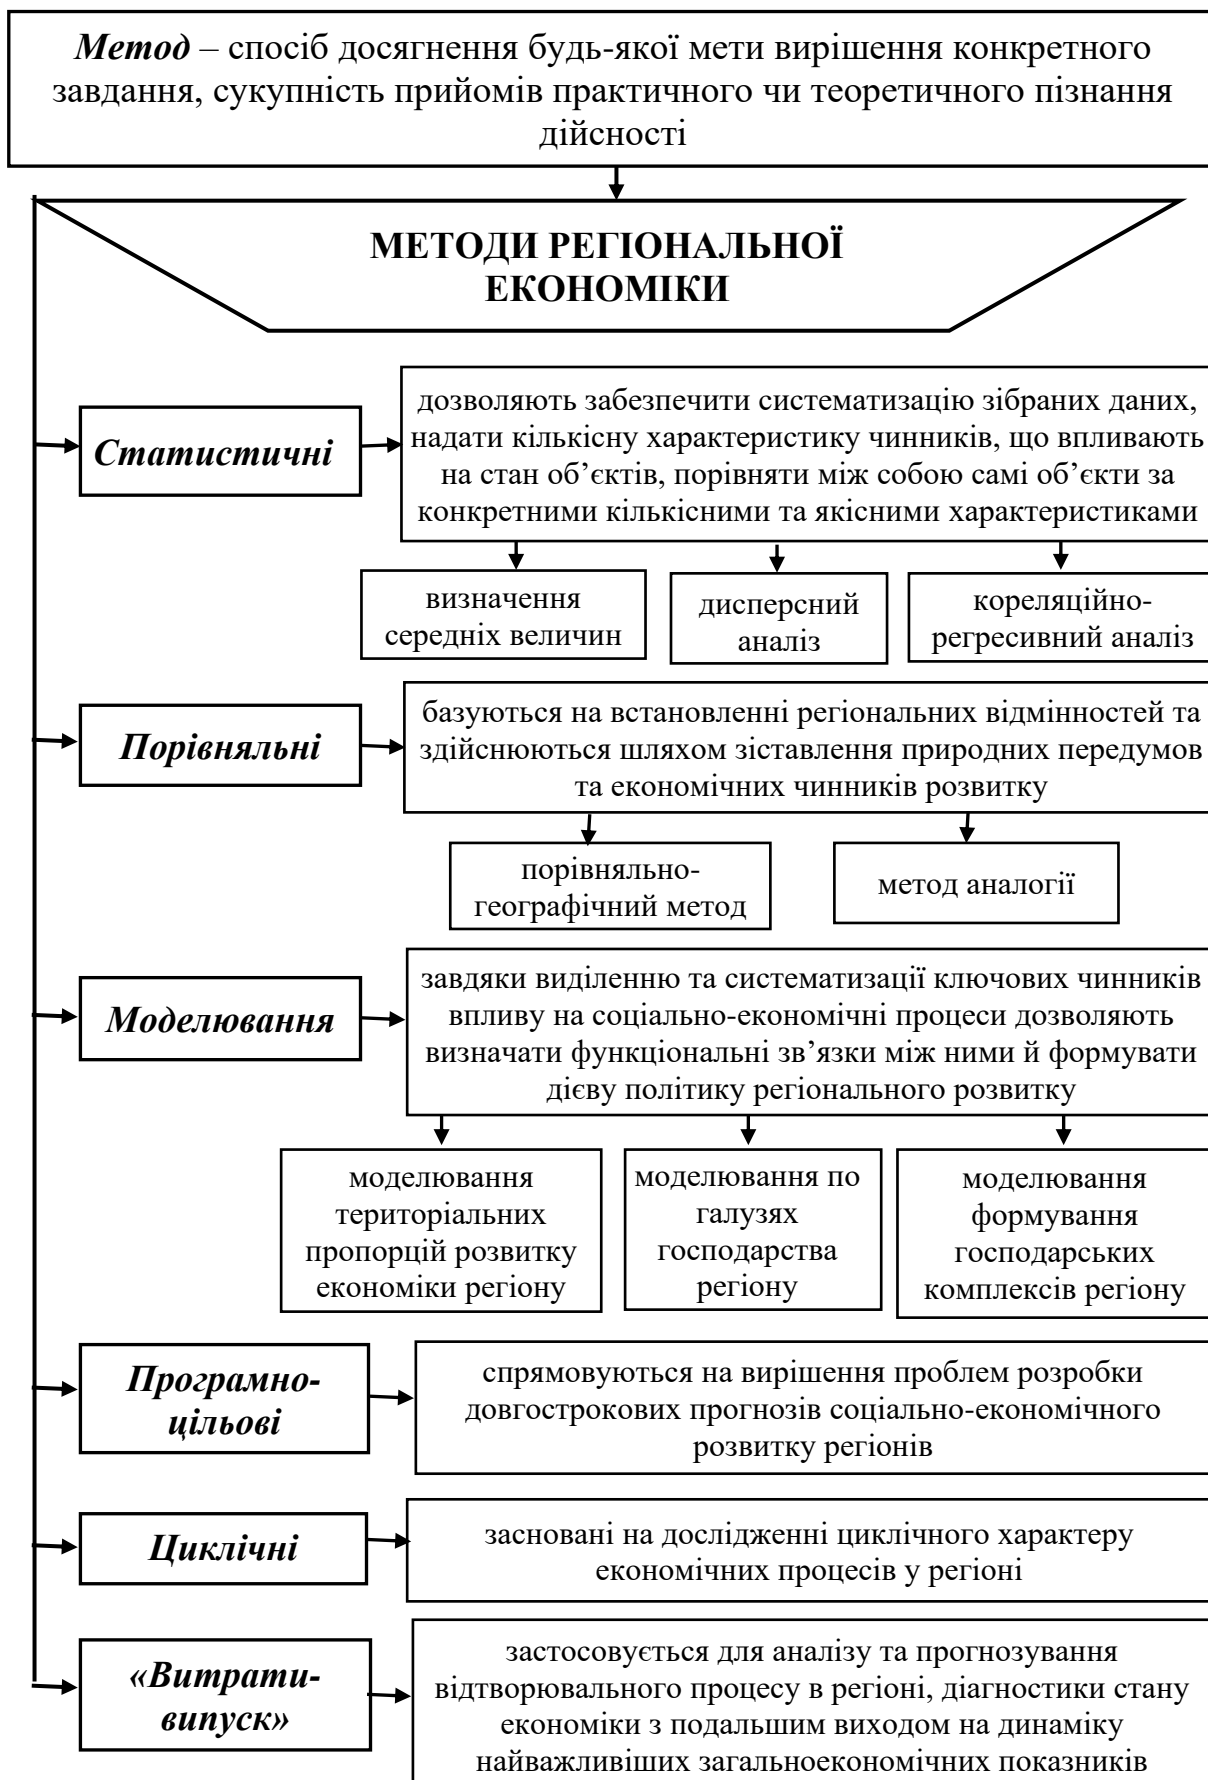 Метод – спосіб досягнення будь-якої мети вирішення конкретного
завдання, сукупність прийомів практичного чи теоретичного пізнання
дійсності
МЕТОДИ РЕГІОНАЛЬНОЇ
ЕКОНОМІКИ
Статистичні
дозволяють забезпечити систематизацію зібраних даних,
надати кількісну характеристику чинників, що впливають
на стан об’єктів, порівняти між собою самі об’єкти за
конкретними кількісними та якісними характеристиками
визначення
середніх величин
дисперсний
аналіз
кореляційно-
регресивний аналіз
Порівняльні
базуються на встановленні регіональних відмінностей та
здійснюються шляхом зіставлення природних передумов
та економічних чинників розвитку
порівняльно-
географічний метод
метод аналогії
Моделювання
завдяки виділенню та систематизації ключових чинників
впливу на соціально-економічні процеси дозволяють
визначати функціональні зв’язки між ними й формувати
дієву політику регіонального розвитку
моделювання
територіальних
пропорцій розвитку
економіки регіону
моделювання по
галузях
господарства
регіону
моделювання
формування
господарських
комплексів регіону
Програмно-
цільові
спрямовуються на вирішення проблем розробки
довгострокових прогнозів соціально-економічного
розвитку регіонів
Циклічні
засновані на дослідженні циклічного характеру
економічних процесів у регіоні
«Витрати-
випуск»
застосовується для аналізу та прогнозування
відтворювального процесу в регіоні, діагностики стану
економіки з подальшим виходом на динаміку
найважливіших загальноекономічних показників